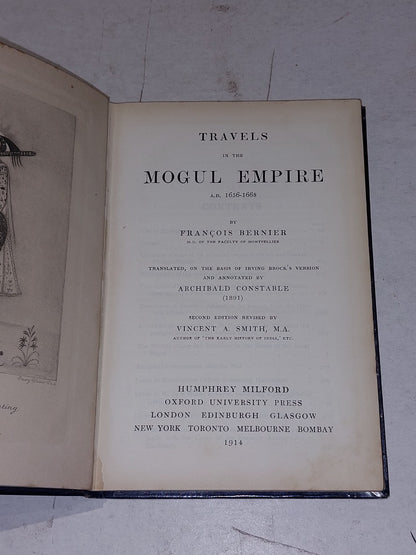 TRAVELS
IN THE
MOGUL EMPIRE
A.D. 1656-1668
BY
FRANÇOIS BERNIER
M.D. OF THE FACULTY OF MONTPELLIER
TRANSLATED, ON THE BASIS OF IRVING BROCK'S VERSION
AND ANNOTATED BY
ARCHIBALD CONSTABLE
(1891)
SECOND EDITION REVISED BY
VINCENT A. SMITH, M.A.
AUTHOR OF 'THE EARLY HISTORY OF INDIA,' ETC.
HUMPHREY MILFORD
OXFORD UNIVERSITY PRESS
LONDON EDINBURGH GLASGOW
NEW YORK TORONTO MELBOURNE BOMBAY
1914